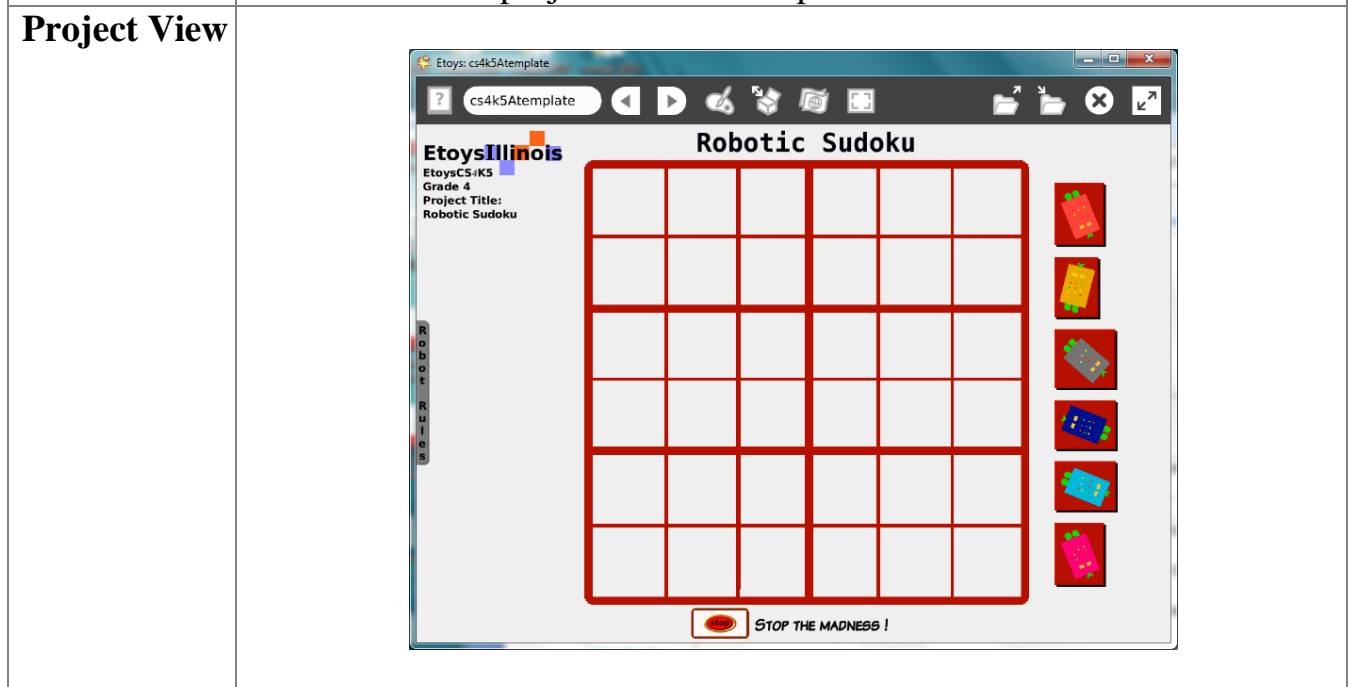 Project View
Etoys: cs4k5Atemplate
? cs4k5Atemplate
Robotic Sudoku
EtoysIllinois
EtoysCS4K5
Grade 4
Project Title:
Robotic Sudoku
Robot Rules
stop STOP THE MADNESS !